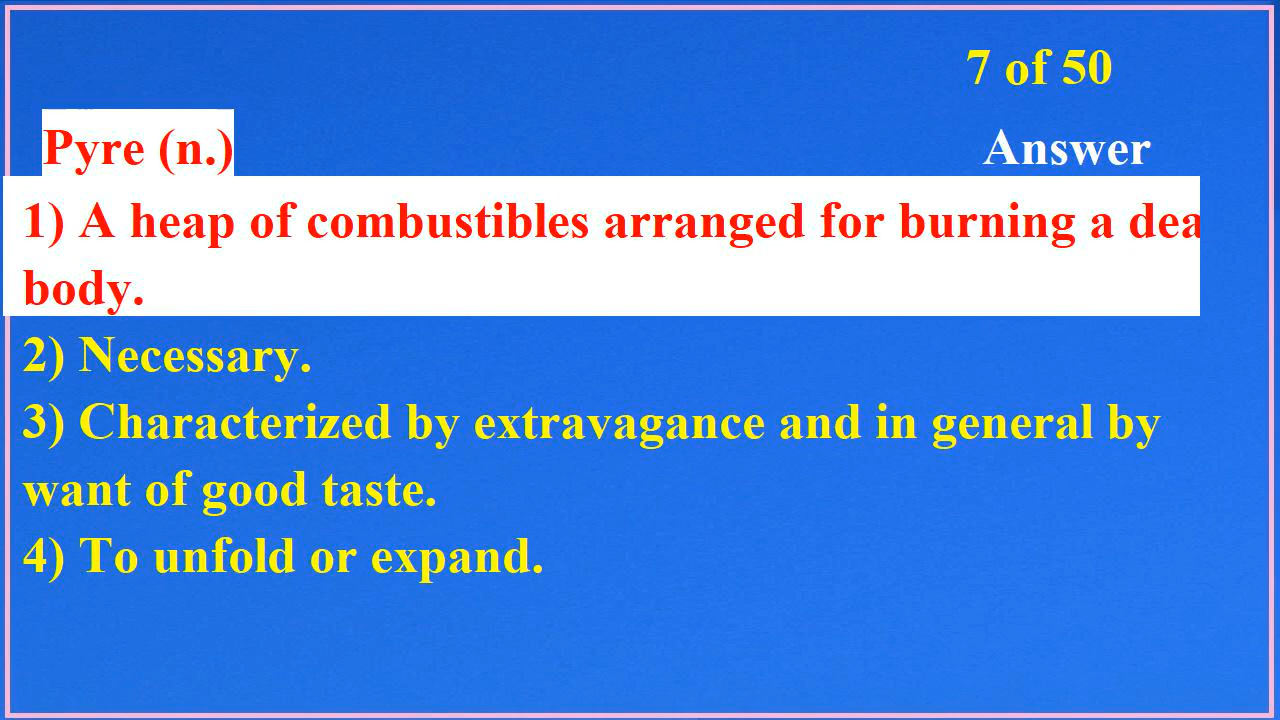 7 of 50
Pyre (n.) Answer
1) A heap of combustibles arranged for burning a dea
body.
2) Necessary.
3) Characterized by extravagance and in general by
want of good taste.
4) To unfold or expand.